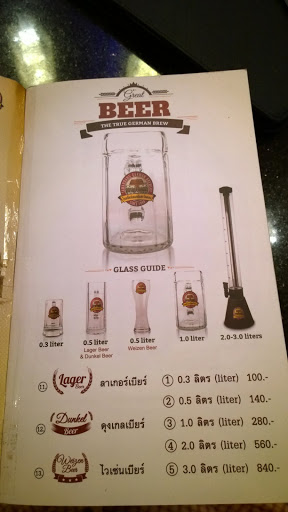 Great
BEER
THE TRUE GERMAN BREW
GLASS GUIDE
0.3 liter
0.5 liter
Lager Beer
& Dunkel Beer
0.5 liter
Weizen Beer
1.0 liter
2.0-3.0 liters
11. Lager Beer ลาเกอร์เบียร์ 1 0.3 ลิตร (liter) 100.-
2 0.5 ลิตร (liter) 140.-
12. Dunkel BEER ดุงเกลเบียร์ 3 1.0 ลิตร (liter) 280.-
4 2.0 ลิตร (liter) 560.-
13. Weizen BEER ไวเซ่นเบียร์ 5 3.0 ลิตร (liter) 840.-